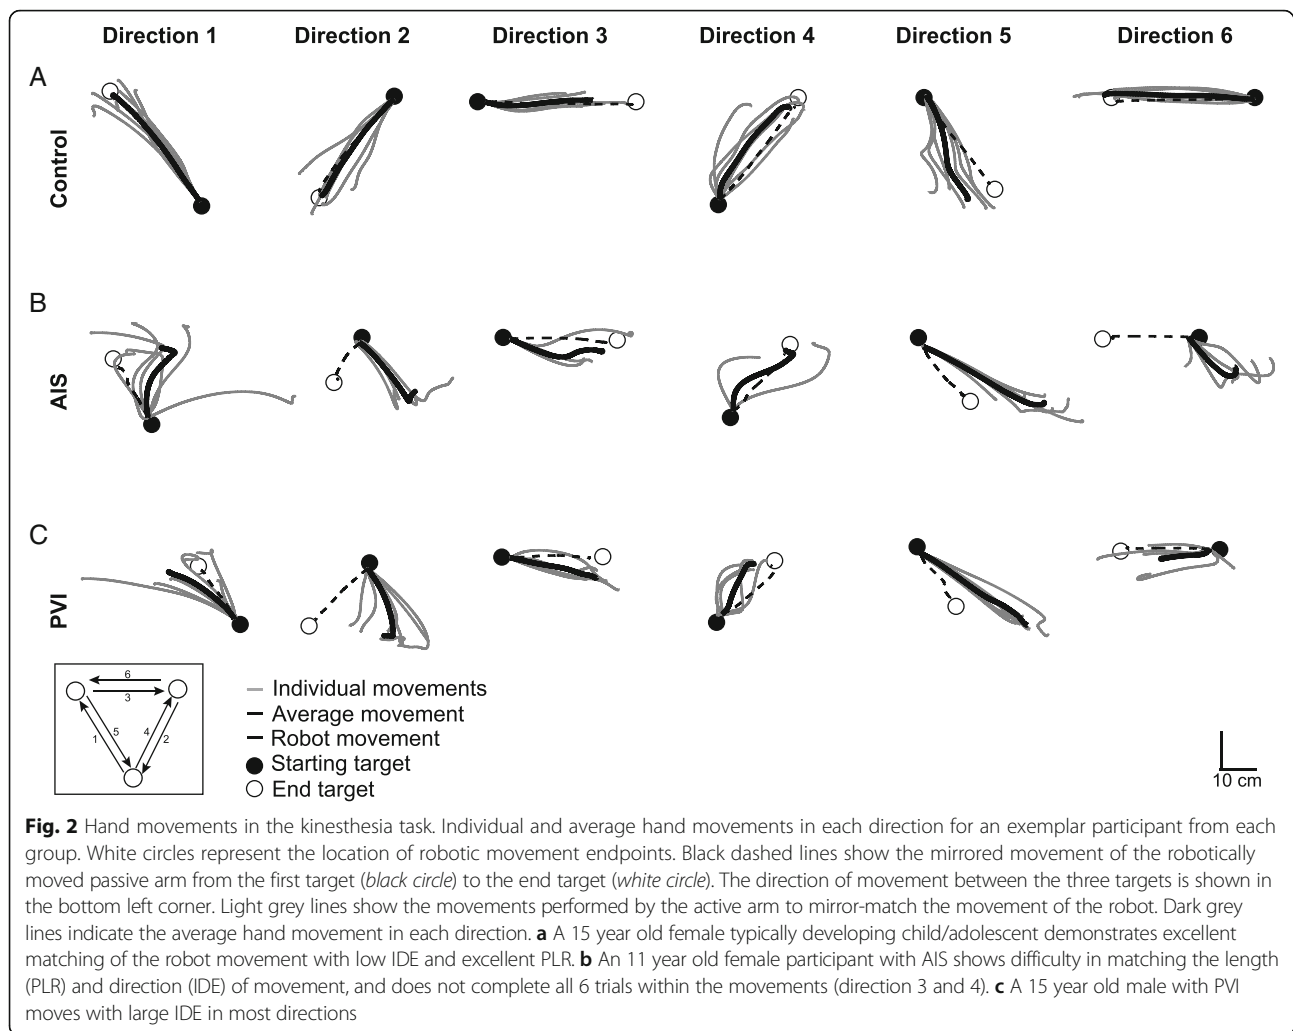 Direction 1 Direction 2 Direction 3 Direction 4 Direction 5 Direction 6
A
Control
B
AIS
C
PVI
6
3
5
4
1
2
Individual movements
Average movement
Robot movement
Starting target
End target
10 cm
Fig. 2 Hand movements in the kinesthesia task. Individual and average hand movements in each direction for an exemplar participant from each
group. White circles represent the location of robotic movement endpoints. Black dashed lines show the mirrored movement of the robotically
moved passive arm from the first target (black circle) to the end target (white circle). The direction of movement between the three targets is shown in
the bottom left corner. Light grey lines show the movements performed by the active arm to mirror-match the movement of the robot. Dark grey
lines indicate the average hand movement in each direction. a A 15 year old female typically developing child/adolescent demonstrates excellent
matching of the robot movement with low IDE and excellent PLR. b An 11 year old female participant with AIS shows difficulty in matching the length
(PLR) and direction (IDE) of movement, and does not complete all 6 trials within the movements (direction 3 and 4). c A 15 year old male with PVI
moves with large IDE in most directions